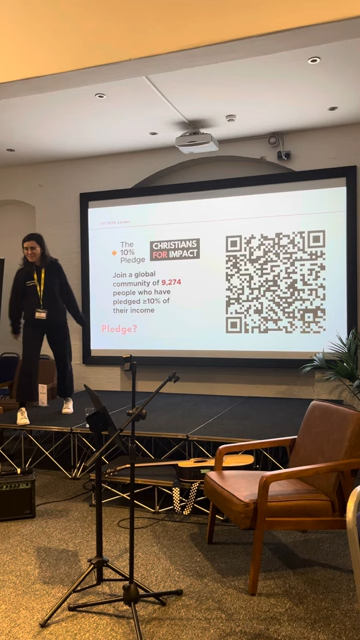 The
10%
Pledge
CHRISTIANS
FOR IMPACT
Join a global
community of 9,274
people who have
pledged ≥10% of
their income
Pledge?